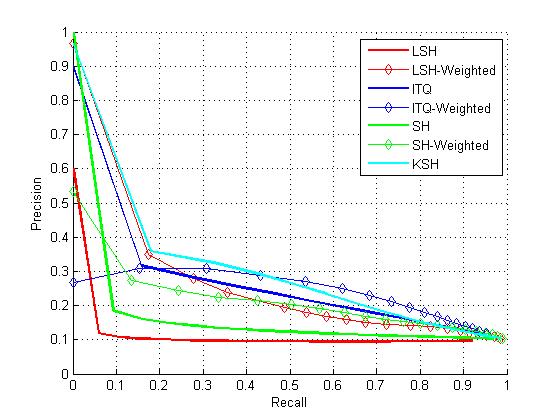 1
0.9
0.8
0.7
0.6
0.5
0.4
0.3
0.2
0.1
0
Precision
LSH
LSH-Weighted
ITQ
ITQ-Weighted
SH
SH-Weighted
KSH
0 0.1 0.2 0.3 0.4 0.5 0.6 0.7 0.8 0.9 1
Recall